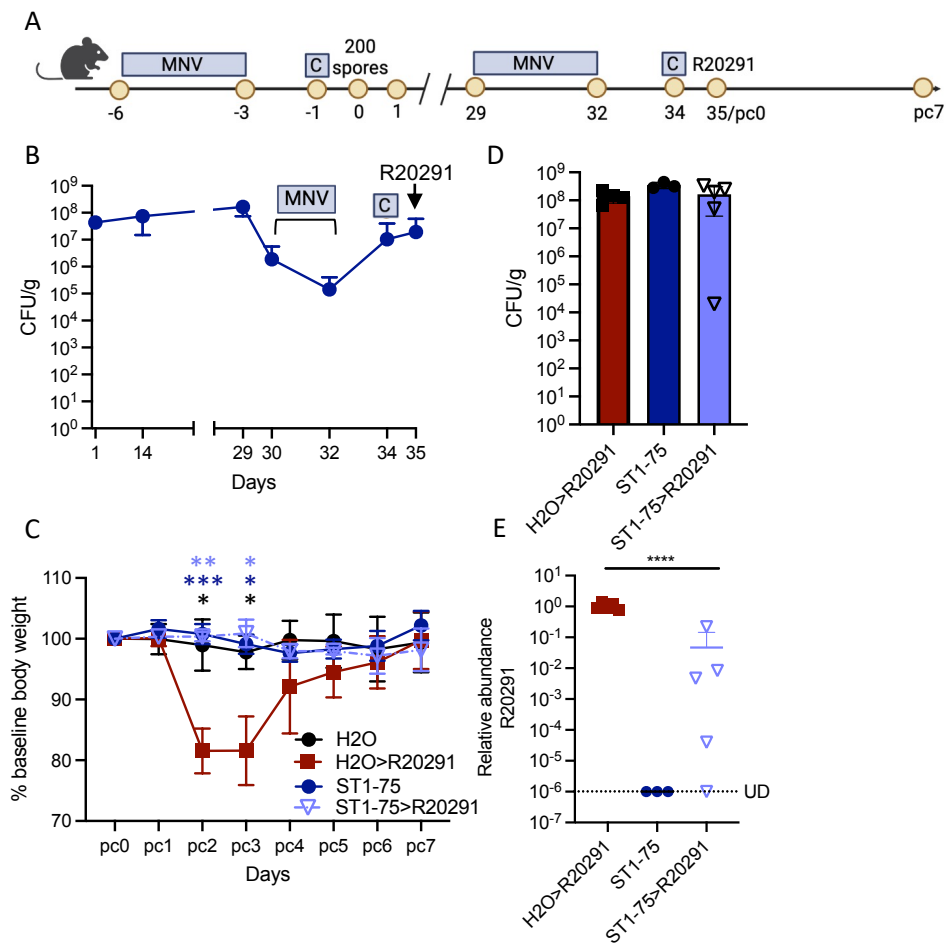 A
MNV
C
200
spores
MNV
C
R20291
-6
-3
-1
0
1
29
32
34
35/pc0
pc7
B
R20291
MNV
C
10⁹
10⁸
10⁷
10⁶
10⁵
10⁴
10³
10²
10¹
10⁰
CFU/g
1
14
29
30
32
34
35
Days
D
10⁹
10⁸
10⁷
10⁶
10⁵
10⁴
10³
10²
10¹
10⁰
CFU/g
H2O>R20291
ST1-75
ST1-75>R20291
C
** *
*** *
* *
110
100
90
80
70
% baseline body weight
H2O
H2O>R20291
ST1-75
ST1-75>R20291
pc0
pc1
pc2
pc3
pc4
pc5
pc6
pc7
Days
E
****
10¹
10⁰
10⁻¹
10⁻²
10⁻³
10⁻⁴
10⁻⁵
10⁻⁶
10⁻⁷
Relative abundance
R20291
UD
H2O>R20291
ST1-75
ST1-75>R20291